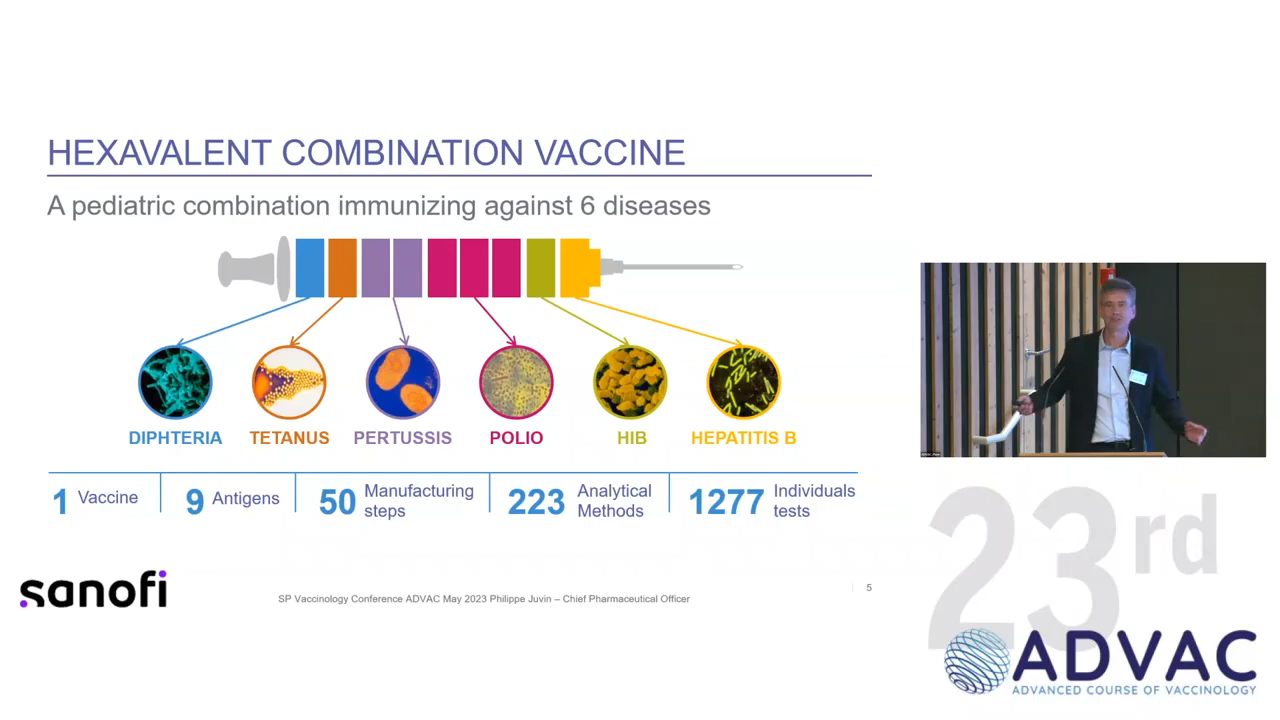 HEXAVALENT COMBINATION VACCINE
A pediatric combination immunizing against 6 diseases
DIPHTERIA
TETANUS
PERTUSSIS
POLIO
HIB
HEPATITIS B
1 Vaccine
9 Antigens
50 Manufacturing steps
223 Analytical Methods
1277 Individuals tests
sanofi
SP Vaccinology Conference ADVAC May 2023 Philippe Juvin – Chief Pharmaceutical Officer
5
23rd
ADVAC
ADVANCED COURSE OF VACCINOLOGY